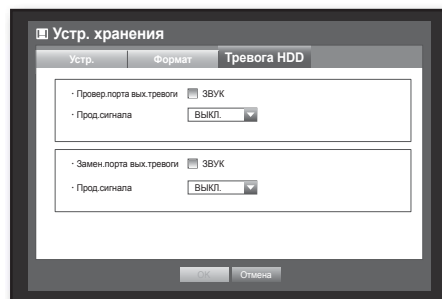 Устр. хранения
Устр. Формат Тревога HDD
· Провер.порта вых.тревоги ЗВУК
· Прод.сигнала ВЫКЛ.
· Замен.порта вых.тревоги ЗВУК
· Прод.сигнала ВЫКЛ.
OK Отмена